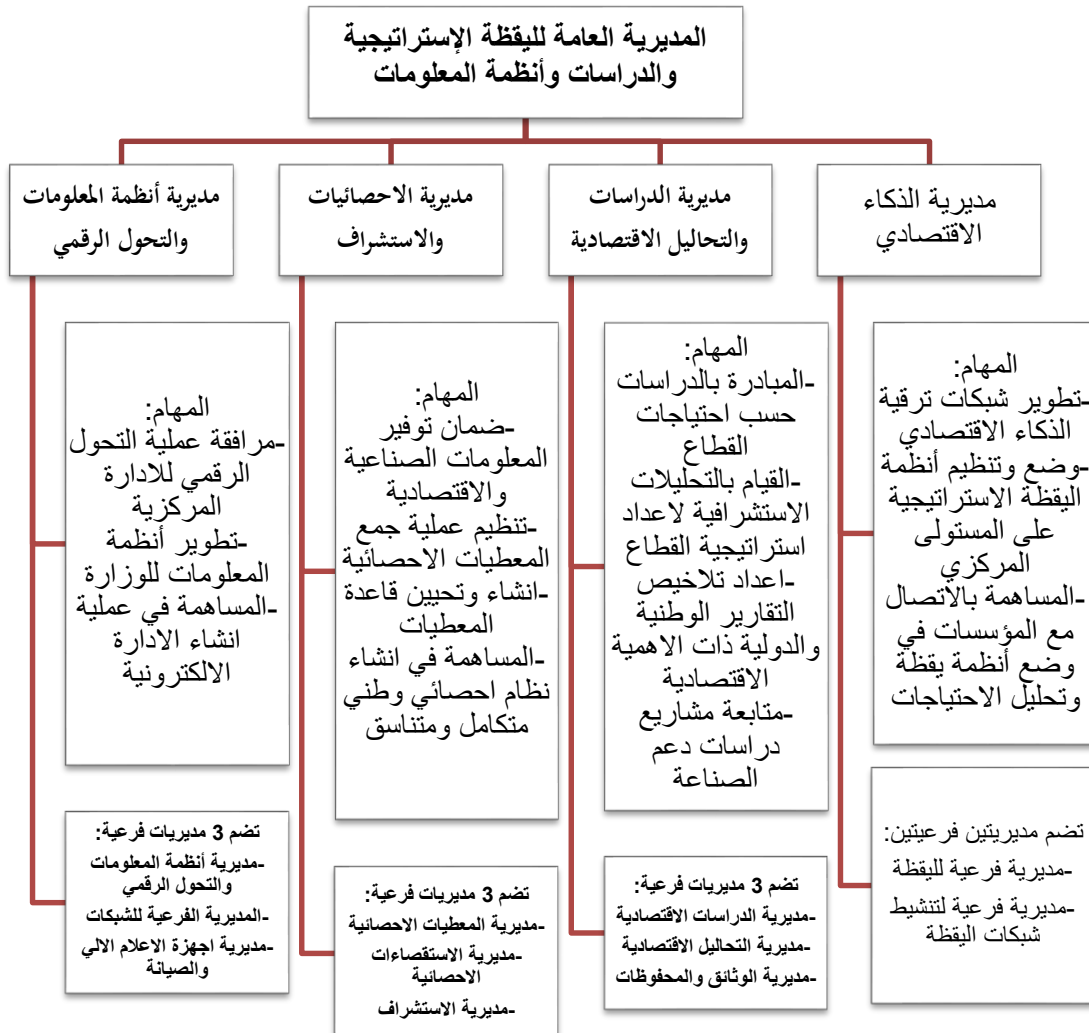 المديرية العامة لليقظة الإستراتيجية
والدراسات وأنظمة المعلومات
مديرية الذكاء
الاقتصادي
المهام:
-تطوير شبكات ترقية
الذكاء الاقتصادي
-وضع وتنظيم أنظمة
اليقظة الاستراتيجية
على المستولى
المركزي
-المساهمة بالاتصال
مع المؤسسات في
وضع أنظمة يقظة
وتحليل الاحتياجات
تضم مديريتين فرعيتين:
-مديرية فرعية لليقظة
-مديرية فرعية لتنشيط
شبكات اليقظة
مديرية الدراسات
والتحاليل الاقتصادية
المهام:
-المبادرة بالدراسات
حسب احتياجات
القطاع
-القيام بالتحليلات
الاستشرافية لاعداد
استراتيجية القطاع
-اعداد تلاخيص
التقارير الوطنية
والدولية ذات الاهمية
الاقتصادية
-متابعة مشاريع
دراسات دعم
الصناعة
تضم 3 مديريات فرعية:
-مديرية الدراسات الاقتصادية
-مديرية التحاليل الاقتصادية
-مديرية الوثائق والمحفوظات
مديرية الاحصائيات
والاستشراف
المهام:
-ضمان توفير
المعلومات الصناعية
والاقتصادية
-تنظيم عملية جمع
المعطيات الاحصائية
-انشاء وتحيين قاعدة
المعطيات
-المساهمة في انشاء
نظام احصائي وطني
متكامل ومتناسق
تضم 3 مديريات فرعية:
-مديرية المعطيات الاحصائية
-مديرية الاستقصاءات
الاحصائية
-مديرية الاستشراف
مديرية أنظمة المعلومات
والتحول الرقمي
المهام:
-مرافقة عملية التحول
الرقمي للادارة
المركزية
-تطوير أنظمة
المعلومات للوزارة
-المساهمة في عملية
انشاء الادارة
الالكترونية
تضم 3 مديريات فرعية:
-مديرية أنظمة المعلومات
والتحول الرقمي
-المديرية الفرعية للشبكات
-مديرية اجهزة الاعلام الالي
والصيانة